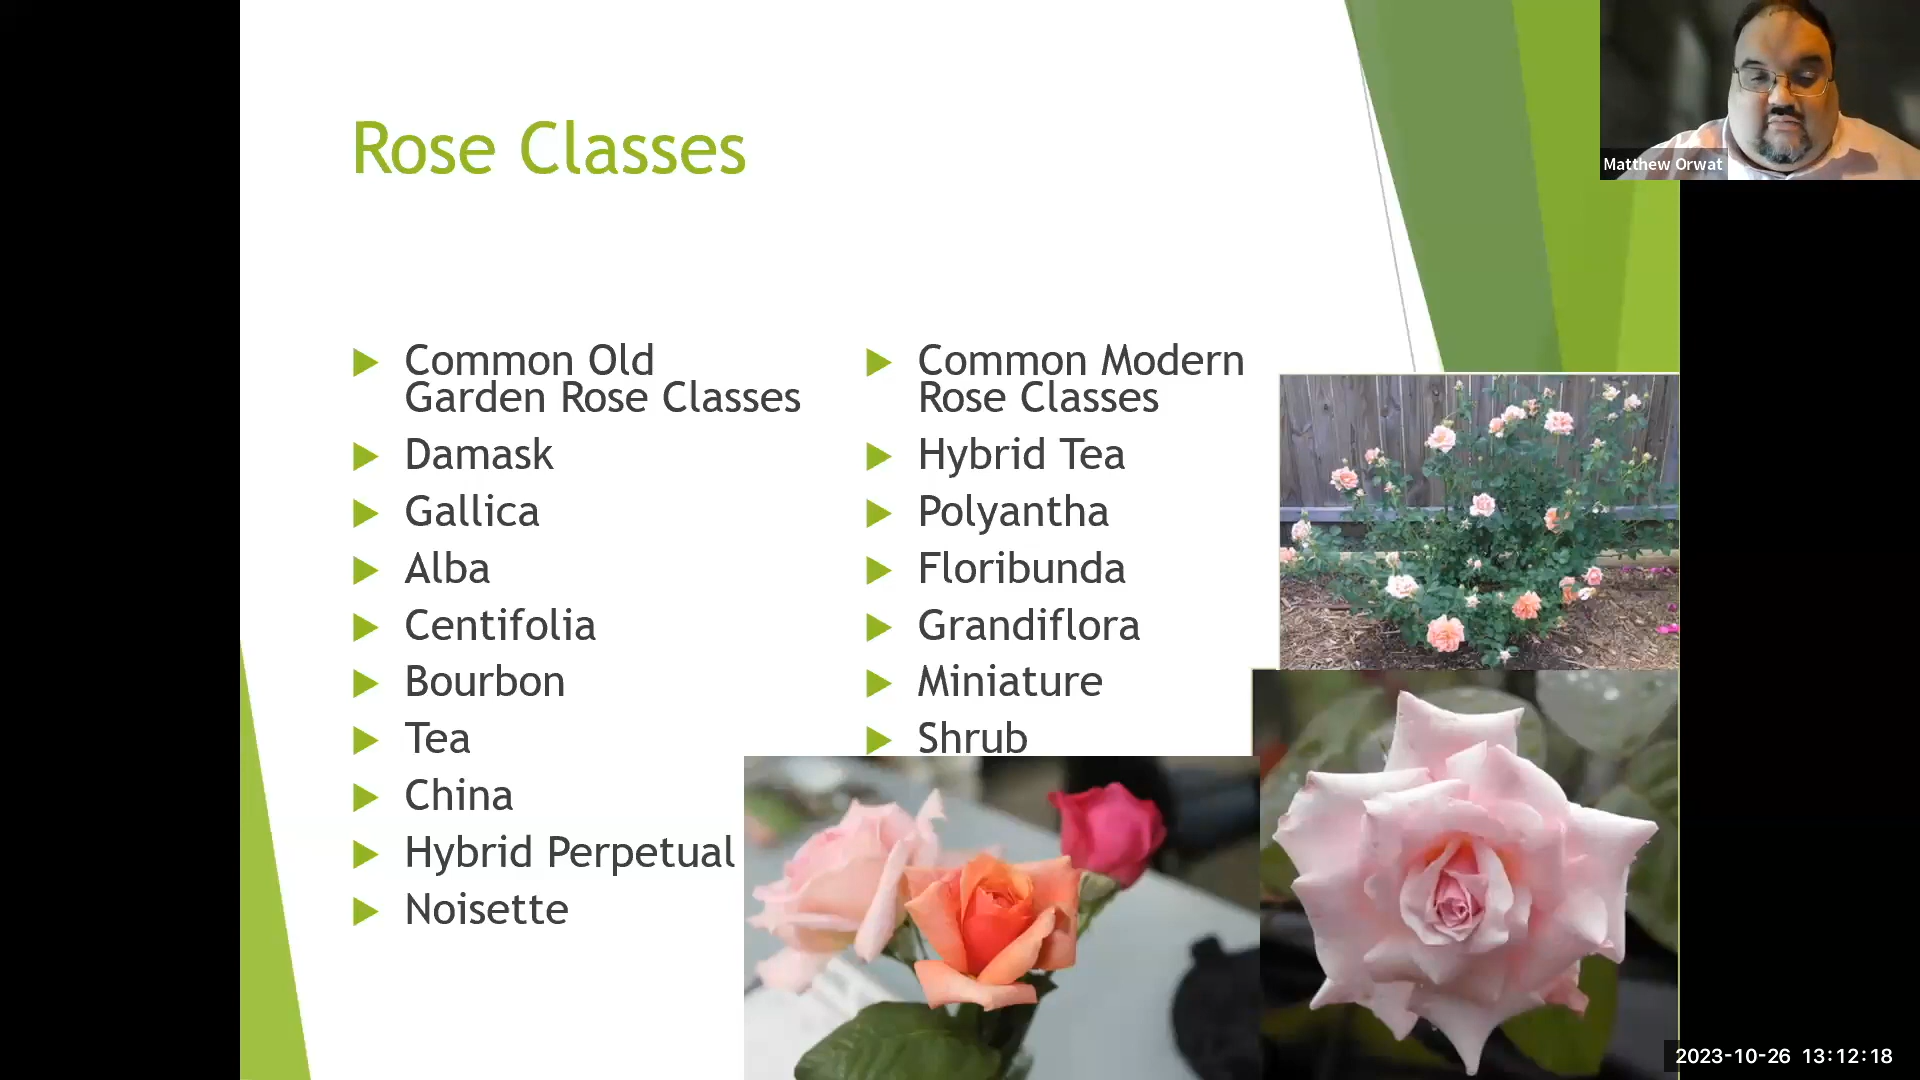 Rose Classes
Common Old
Garden Rose Classes
Damask
Gallica
Alba
Centifolia
Bourbon
Tea
China
Hybrid Perpetual
Noisette
Common Modern
Rose Classes
Hybrid Tea
Polyantha
Floribunda
Grandiflora
Miniature
Shrub
Matthew Orwat
2023-10-26 13:12:18